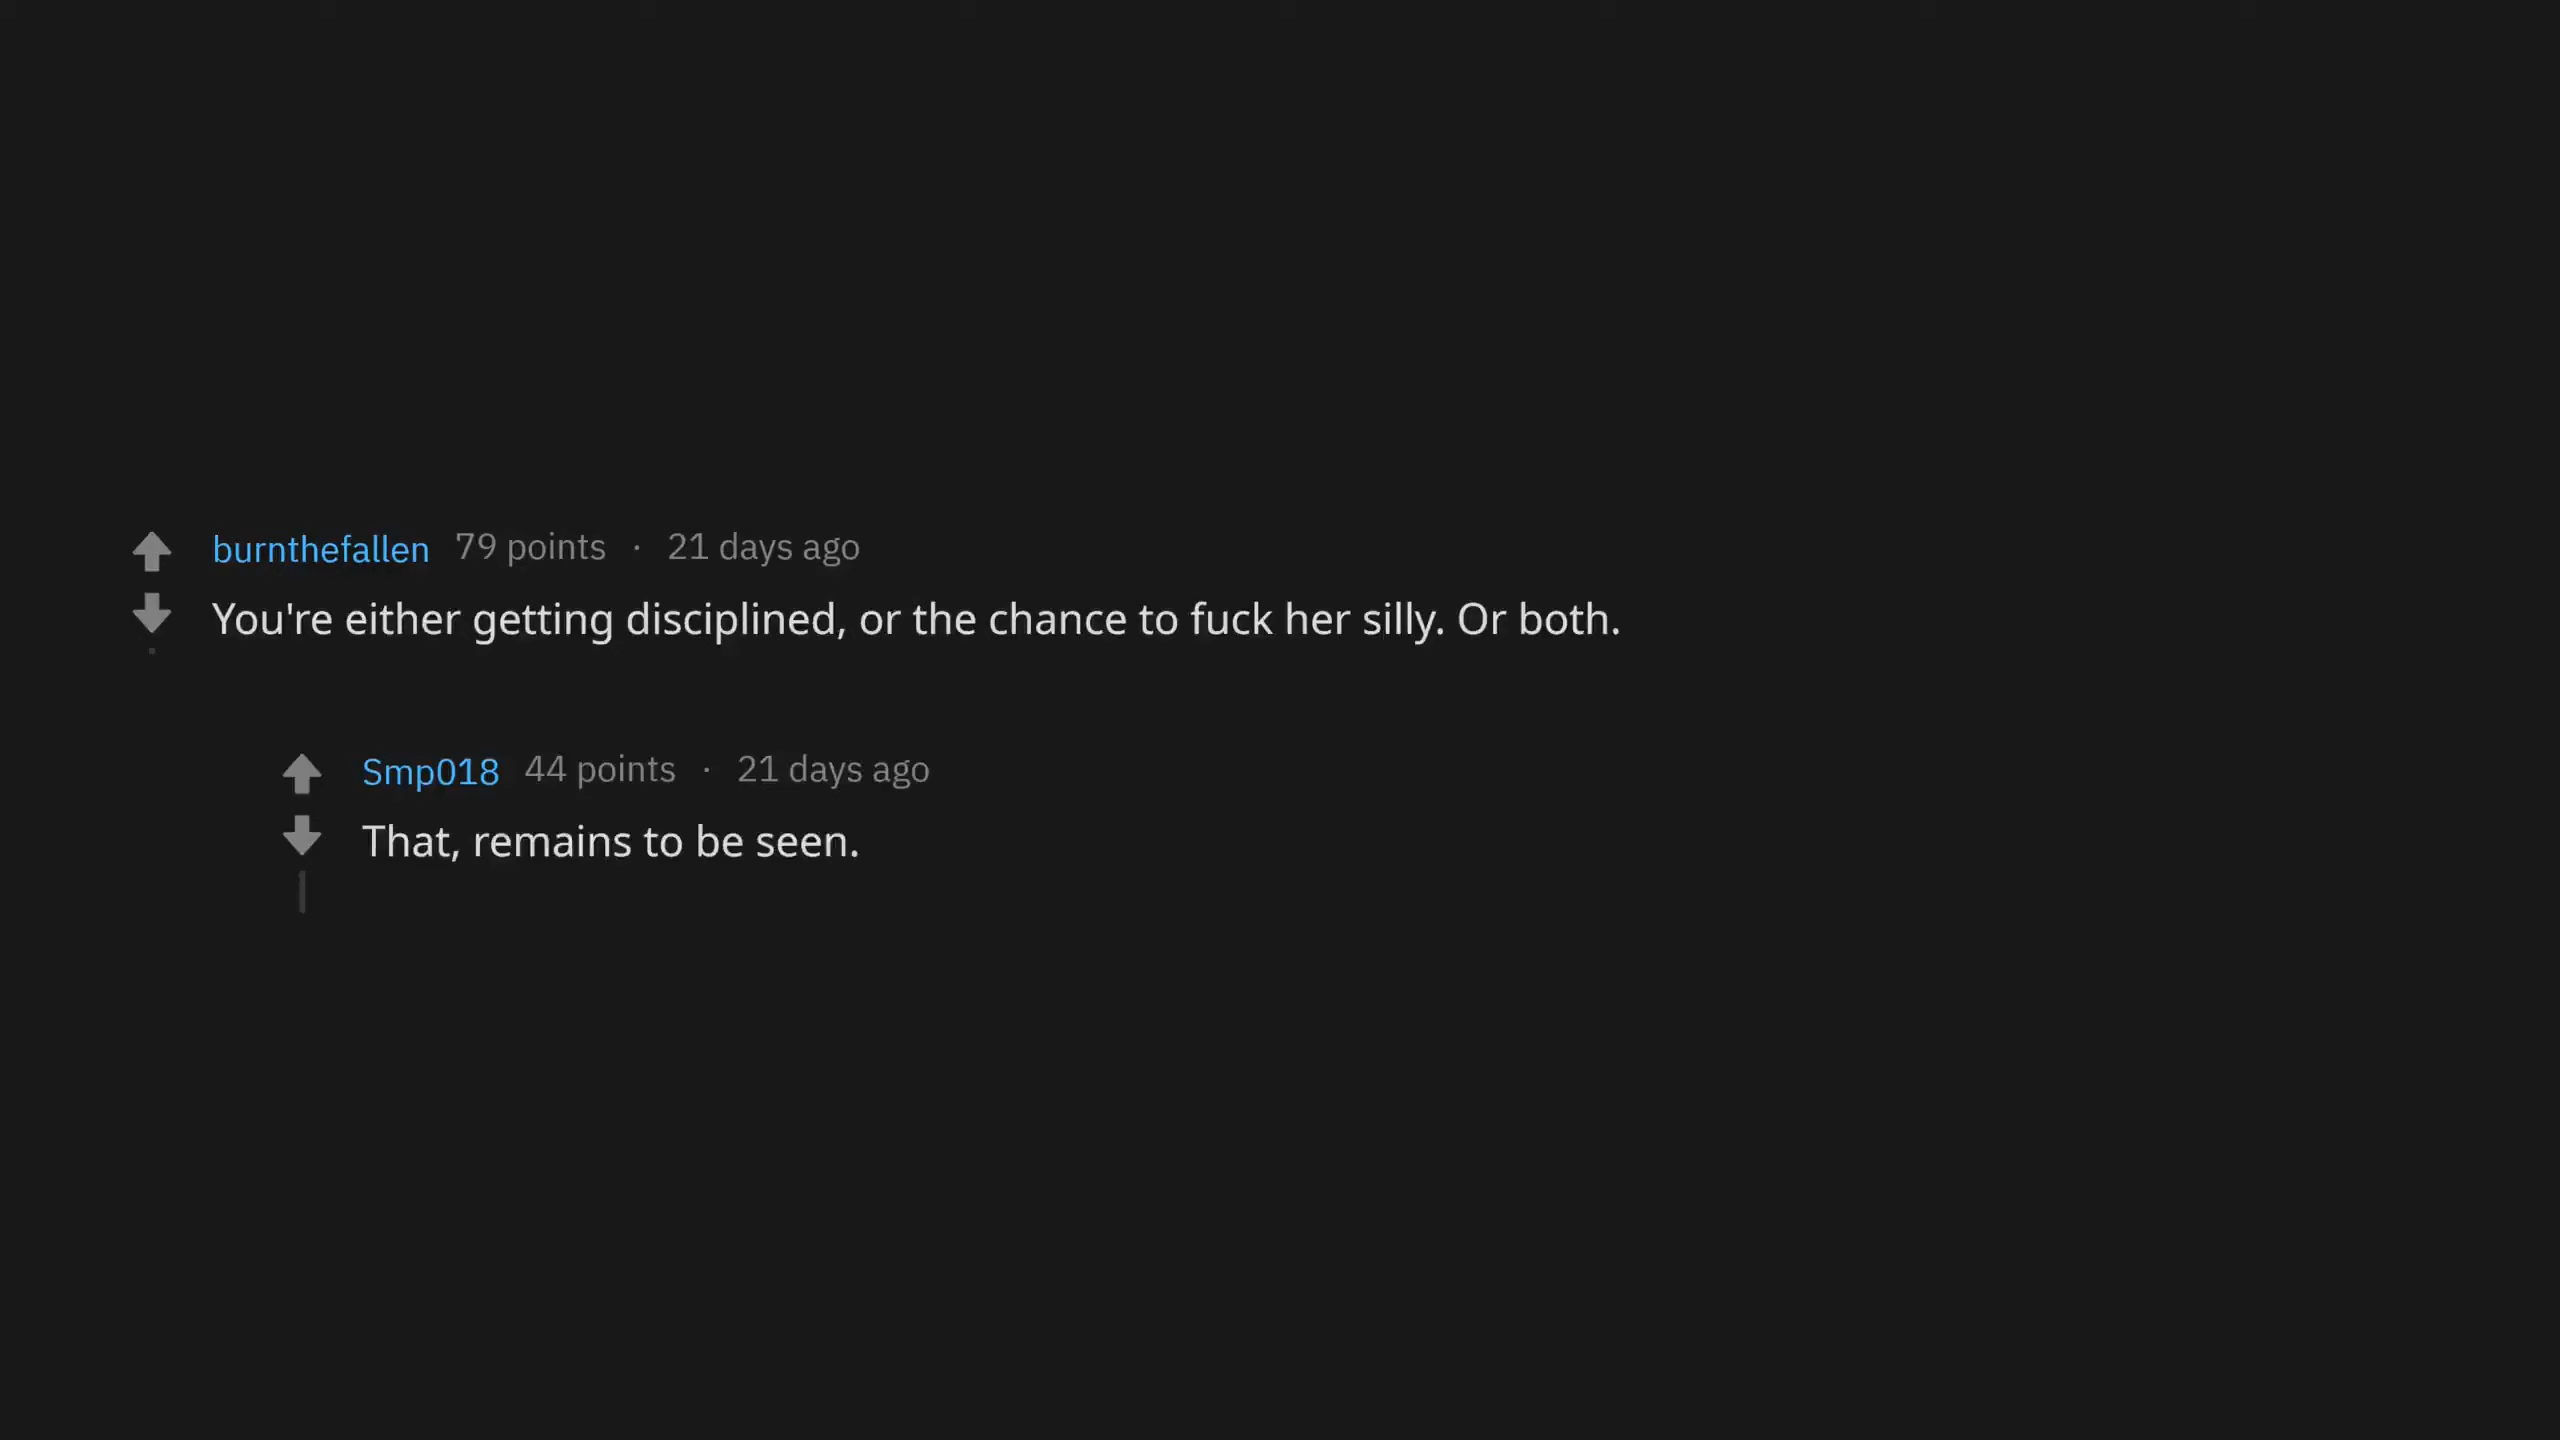 burnthefallen 79 points · 21 days ago
You're either getting disciplined, or the chance to fuck her silly. Or both.
Smp018 44 points · 21 days ago
That, remains to be seen.